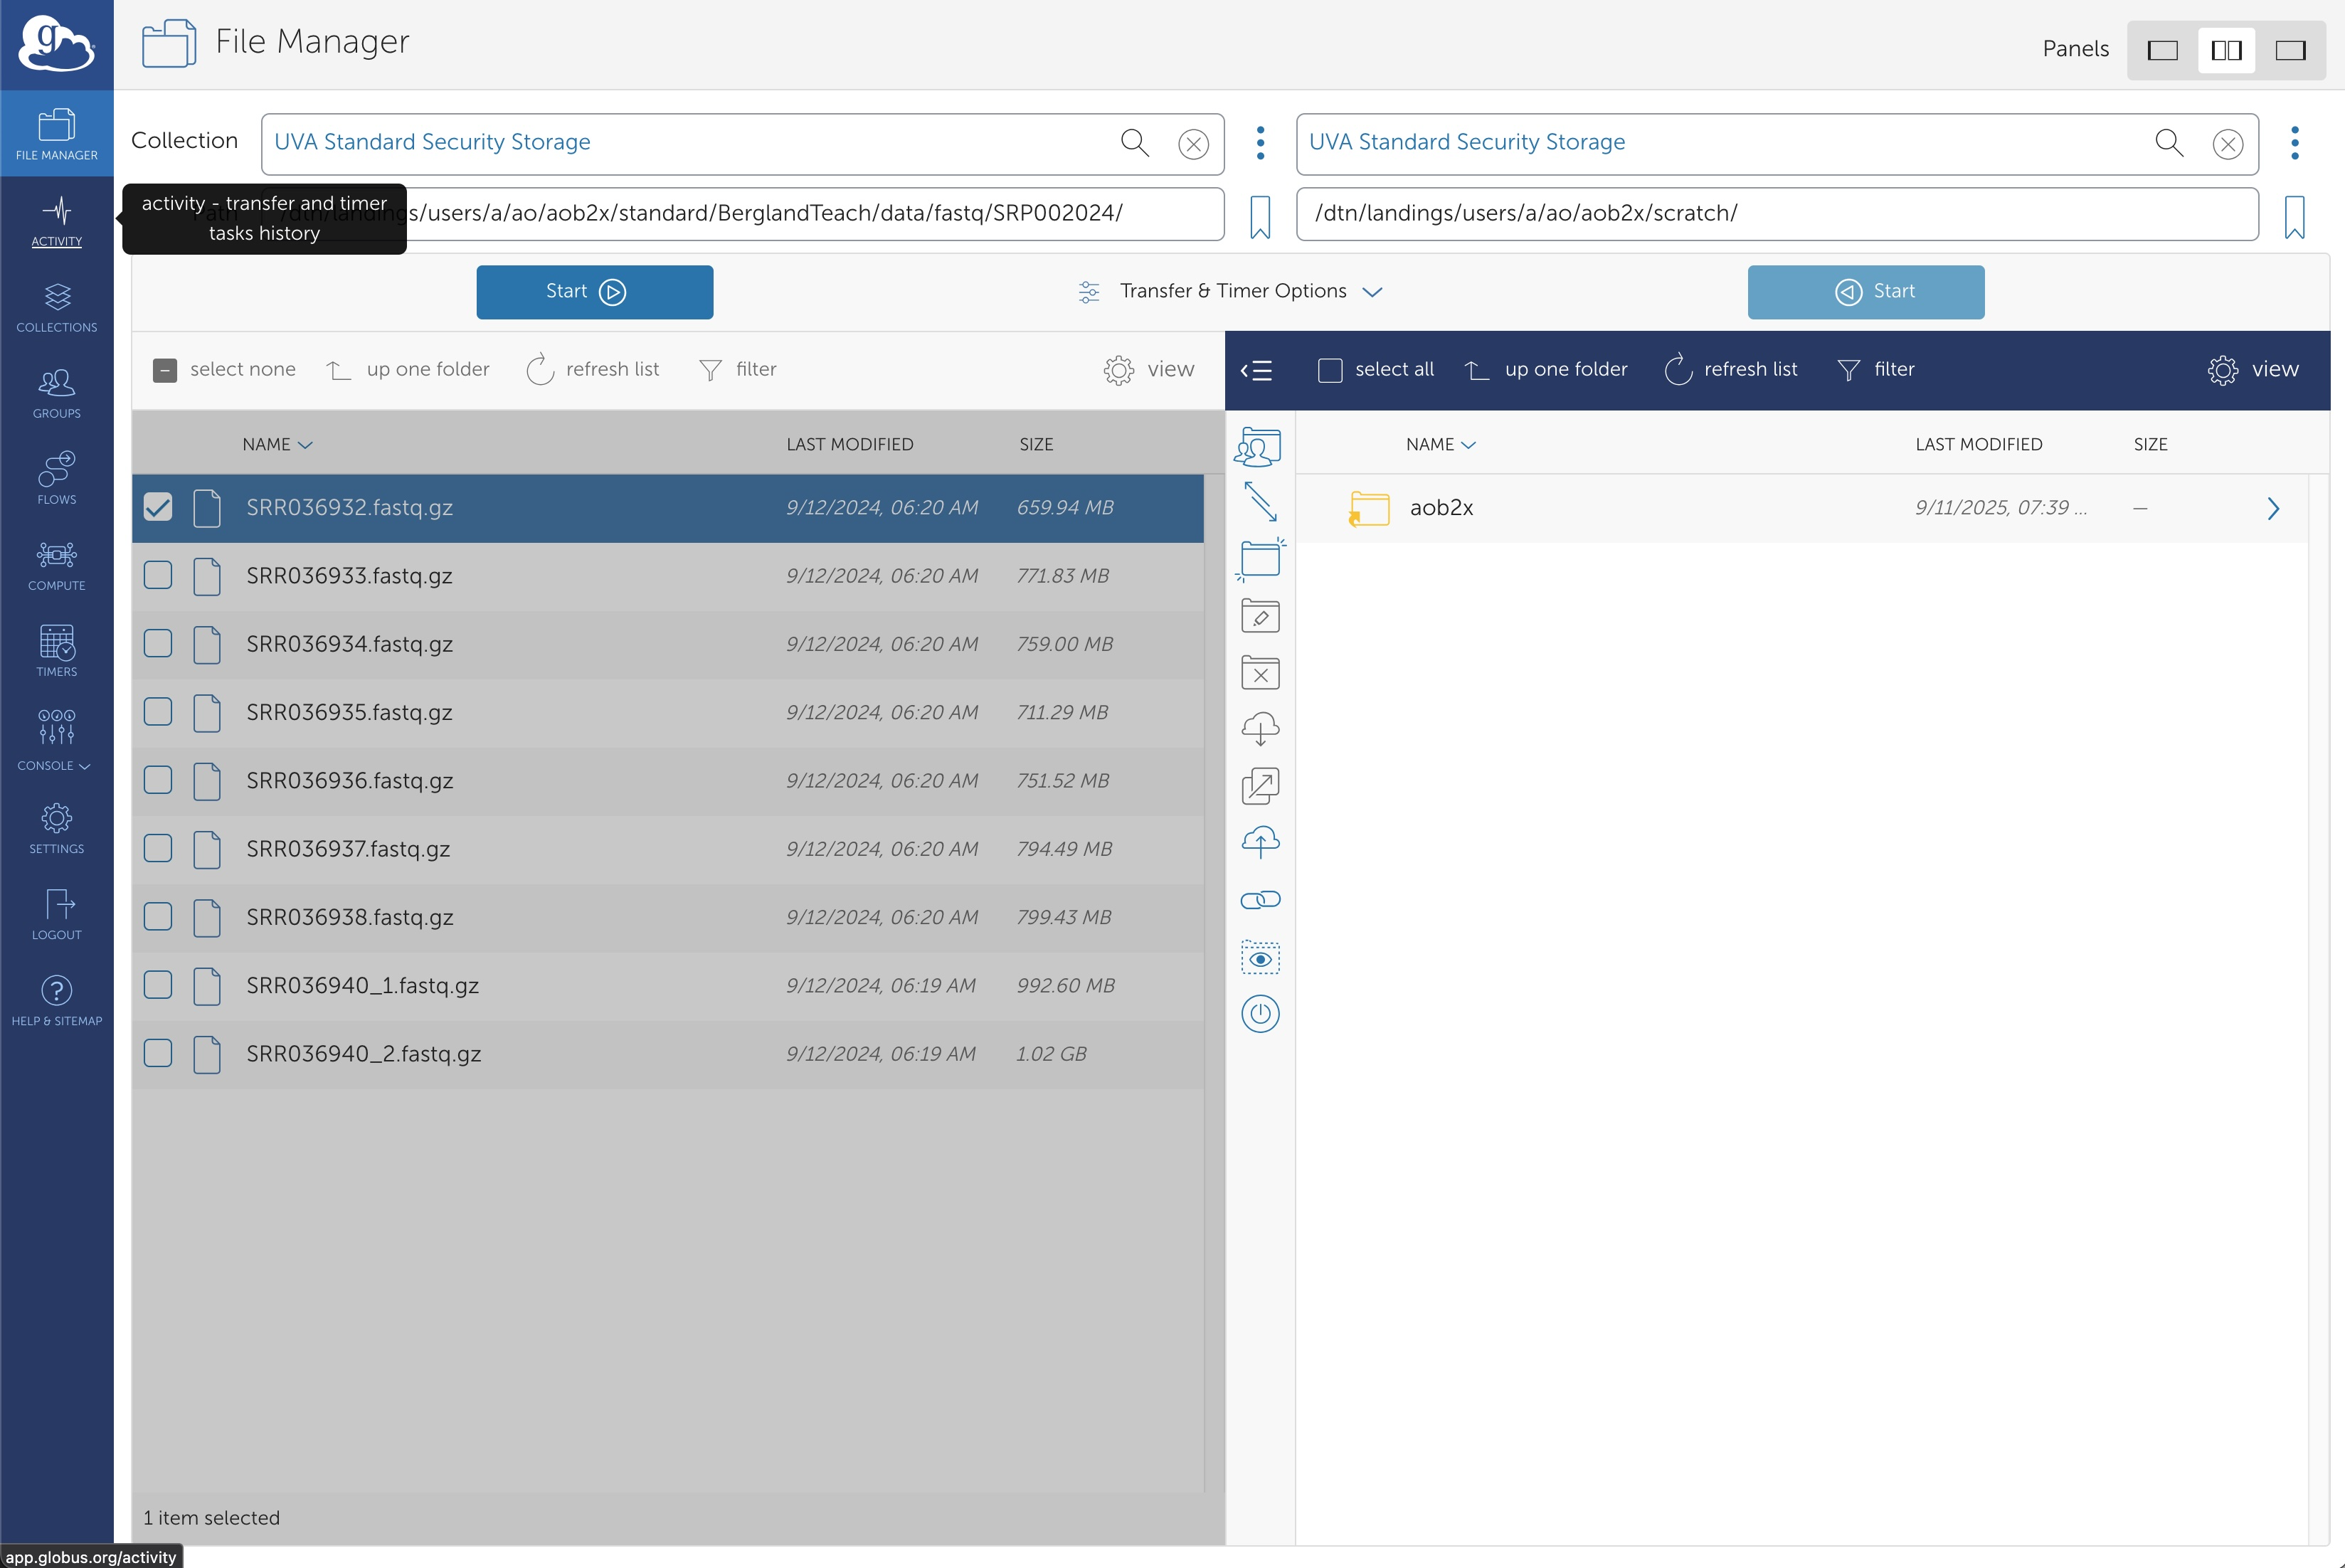 g
File Manager
Panels
FILE MANAGER
Collection
UVA Standard Security Storage
UVA Standard Security Storage
activity - transfer and timer
tasks history
Path
/dtn/landings/users/a/ao/aob2x/standard/BerglandTeach/data/fastq/SRP002024/
/dtn/landings/users/a/ao/aob2x/scratch/
ACTIVITY
Start
Transfer & Timer Options
Start
COLLECTIONS
select none
up one folder
refresh list
filter
view
select all
up one folder
refresh list
filter
view
GROUPS
NAME
LAST MODIFIED
SIZE
NAME
LAST MODIFIED
SIZE
FLOWS
SRR036932.fastq.gz 9/12/2024, 06:20 AM 659.94 MB
aob2x 9/11/2025, 07:39 ... —
SRR036933.fastq.gz 9/12/2024, 06:20 AM 771.83 MB
COMPUTE
SRR036934.fastq.gz 9/12/2024, 06:20 AM 759.00 MB
TIMERS
SRR036935.fastq.gz 9/12/2024, 06:20 AM 711.29 MB
CONSOLE
SRR036936.fastq.gz 9/12/2024, 06:20 AM 751.52 MB
SETTINGS
SRR036937.fastq.gz 9/12/2024, 06:20 AM 794.49 MB
SRR036938.fastq.gz 9/12/2024, 06:20 AM 799.43 MB
LOGOUT
SRR036940_1.fastq.gz 9/12/2024, 06:19 AM 992.60 MB
?
HELP & SITEMAP
SRR036940_2.fastq.gz 9/12/2024, 06:19 AM 1.02 GB
1 item selected
app.globus.org/activity